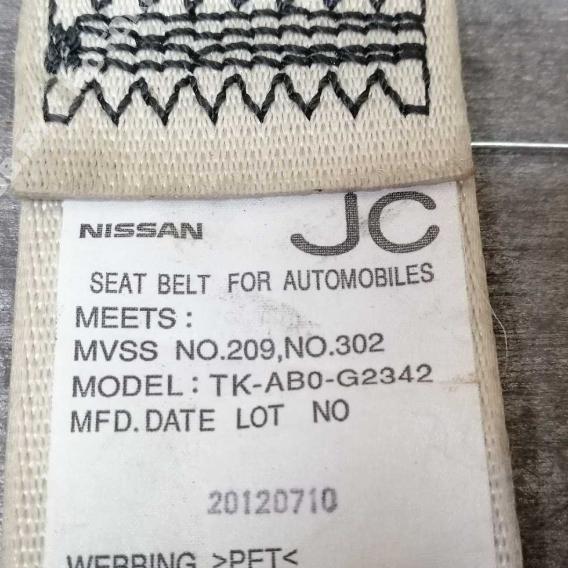 NISSAN JC
SEAT BELT FOR AUTOMOBILES
MEETS:
MVSS NO.209,NO.302
MODEL: TK-AB0-G2342
MFD.DATE LOT NO
20120710
WEBBING >PET<